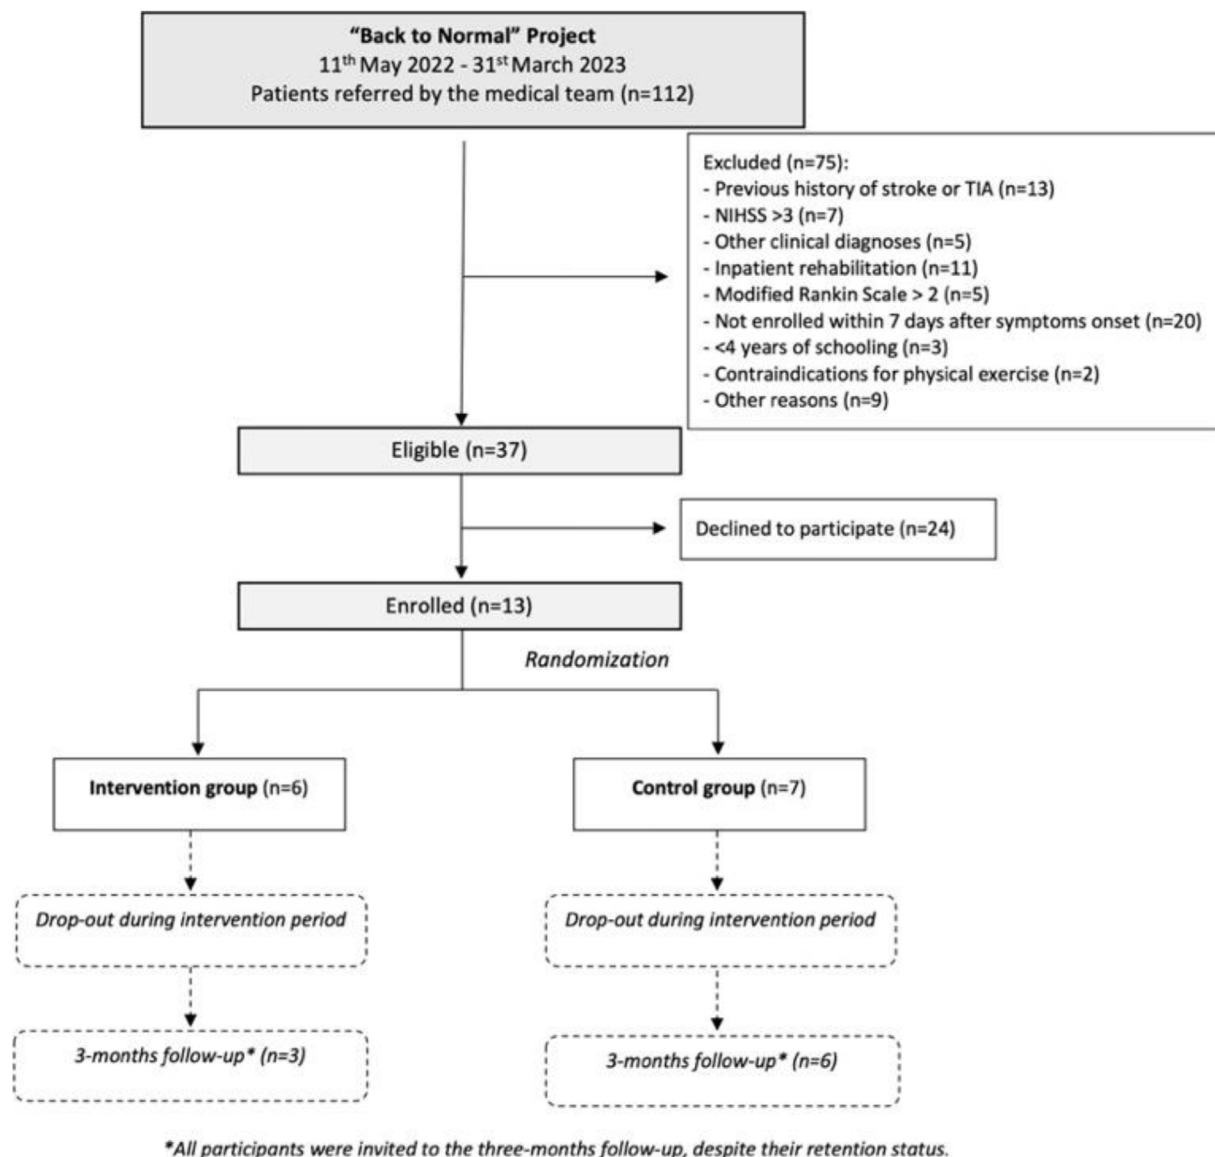 “Back to Normal” Project
11th May 2022 - 31st March 2023
Patients referred by the medical team (n=112)
Excluded (n=75):
- Previous history of stroke or TIA (n=13)
- NIHSS >3 (n=7)
- Other clinical diagnoses (n=5)
- Inpatient rehabilitation (n=11)
- Modified Rankin Scale > 2 (n=5)
- Not enrolled within 7 days after symptoms onset (n=20)
- <4 years of schooling (n=3)
- Contraindications for physical exercise (n=2)
- Other reasons (n=9)
Eligible (n=37)
Declined to participate (n=24)
Enrolled (n=13)
Randomization
Intervention group (n=6)
Control group (n=7)
Drop-out during intervention period
Drop-out during intervention period
3-months follow-up* (n=3)
3-months follow-up* (n=6)
*All participants were invited to the three-months follow-up, despite their retention status.